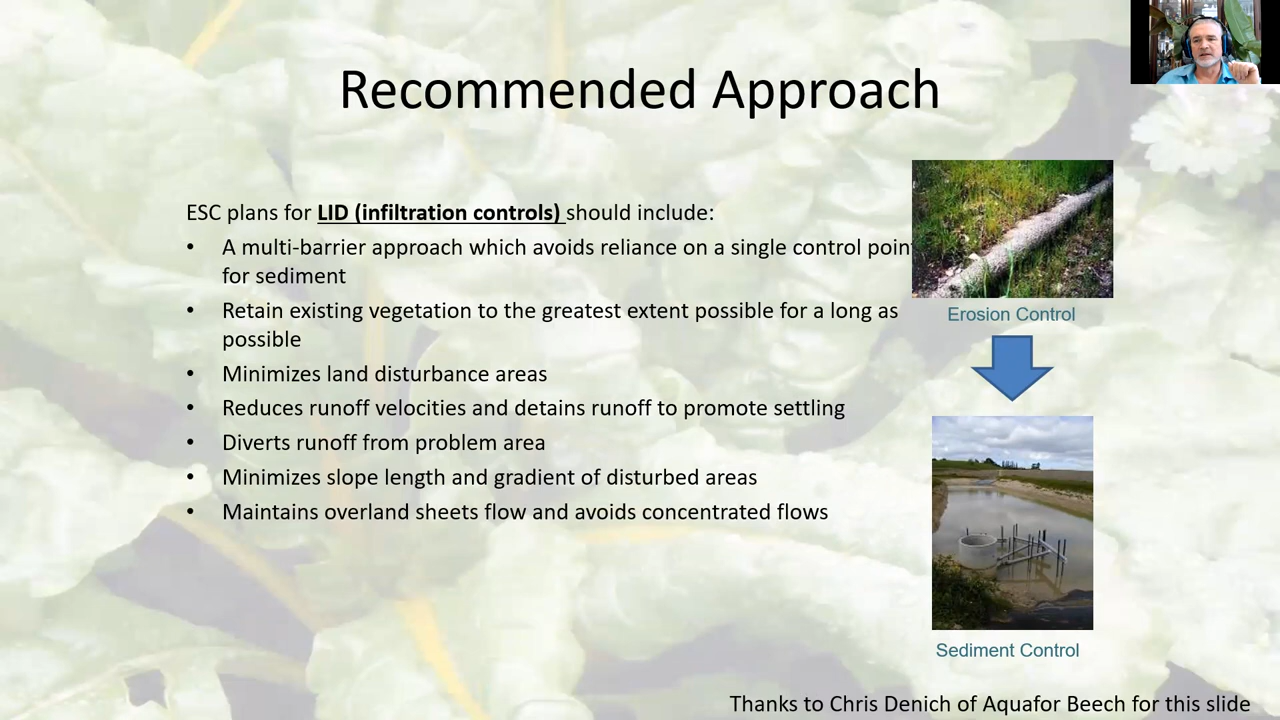 Recommended Approach
ESC plans for LID (infiltration controls) should include:
• A multi-barrier approach which avoids reliance on a single control point
for sediment
• Retain existing vegetation to the greatest extent possible for a long as
possible
• Minimizes land disturbance areas
• Reduces runoff velocities and detains runoff to promote settling
• Diverts runoff from problem area
• Minimizes slope length and gradient of disturbed areas
• Maintains overland sheets flow and avoids concentrated flows
Erosion Control
Sediment Control
Thanks to Chris Denich of Aquafor Beech for this slide